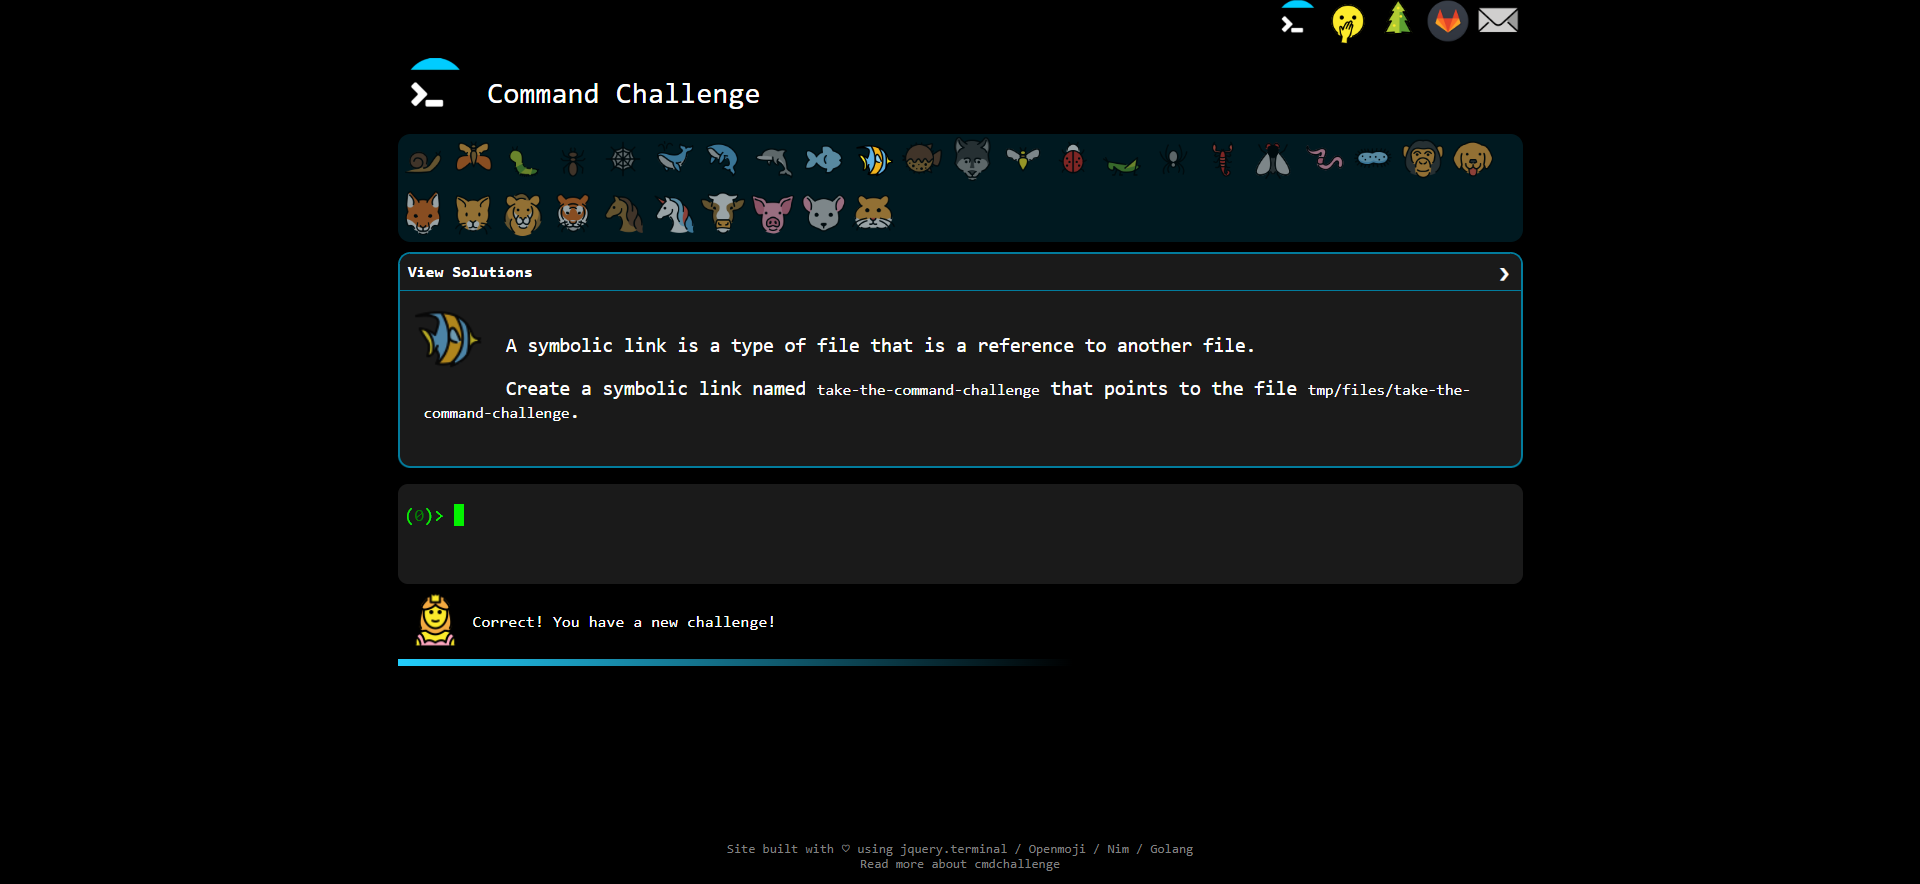 Command Challenge
View Solutions
A symbolic link is a type of file that is a reference to another file.
Create a symbolic link named take-the-command-challenge that points to the file tmp/files/take-the-
command-challenge.
(0)>
Correct! You have a new challenge!
Site built with ♡ using jquery.terminal / Openmoji / Nim / Golang
Read more about cmdchallenge